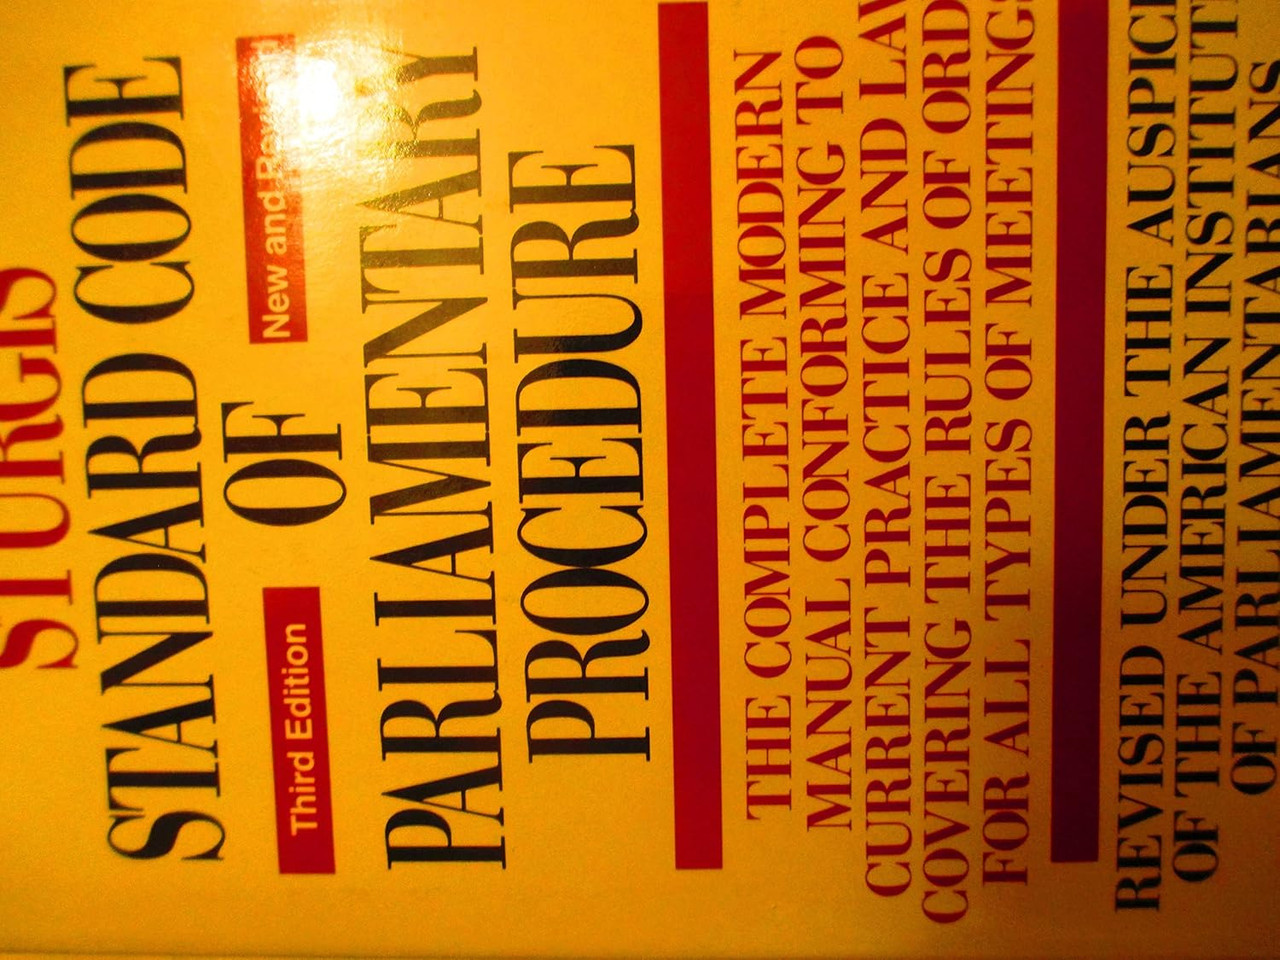 STURGIS
STANDARD CODE
Third Edition
OF
New and Revised
PARLIAMENTARY
PROCEDURE
THE COMPLETE MODERN
MANUAL CONFORMING TO
CURRENT PRACTICE AND LAW
COVERING THE RULES OF ORD
FOR ALL TYPES OF MEETINGS
REVISED UNDER THE AUSPIC
OF THE AMERICAN INSTITUT
OF PARLIAMENTARIANS